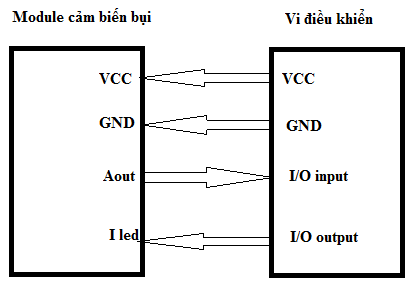 Module cảm biến bụi
Vi điều khiển
VCC
VCC
GND
GND
Aout
I/O input
I led
I/O output